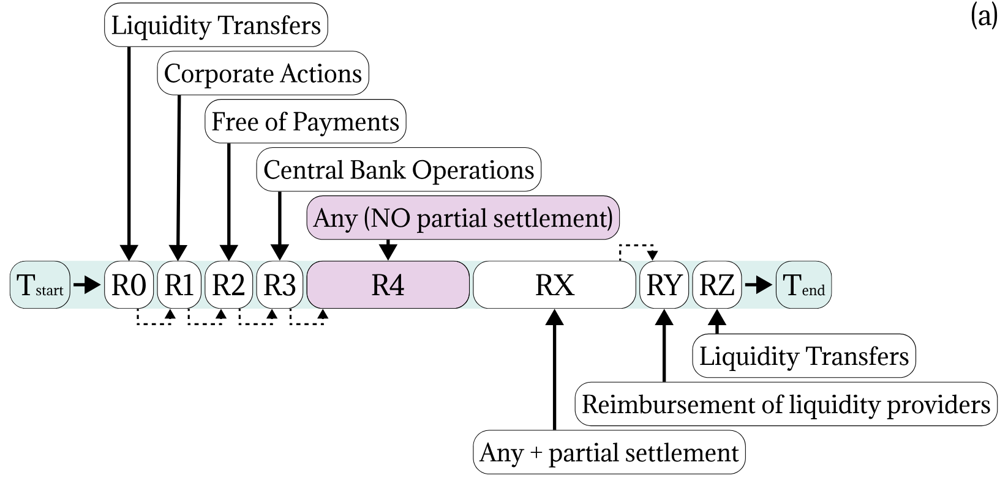 (a)
Liquidity Transfers
Corporate Actions
Free of Payments
Central Bank Operations
Any (NO partial settlement)
Tstart R0 R1 R2 R3 R4 RX RY RZ Tend
Liquidity Transfers
Reimbursement of liquidity providers
Any + partial settlement